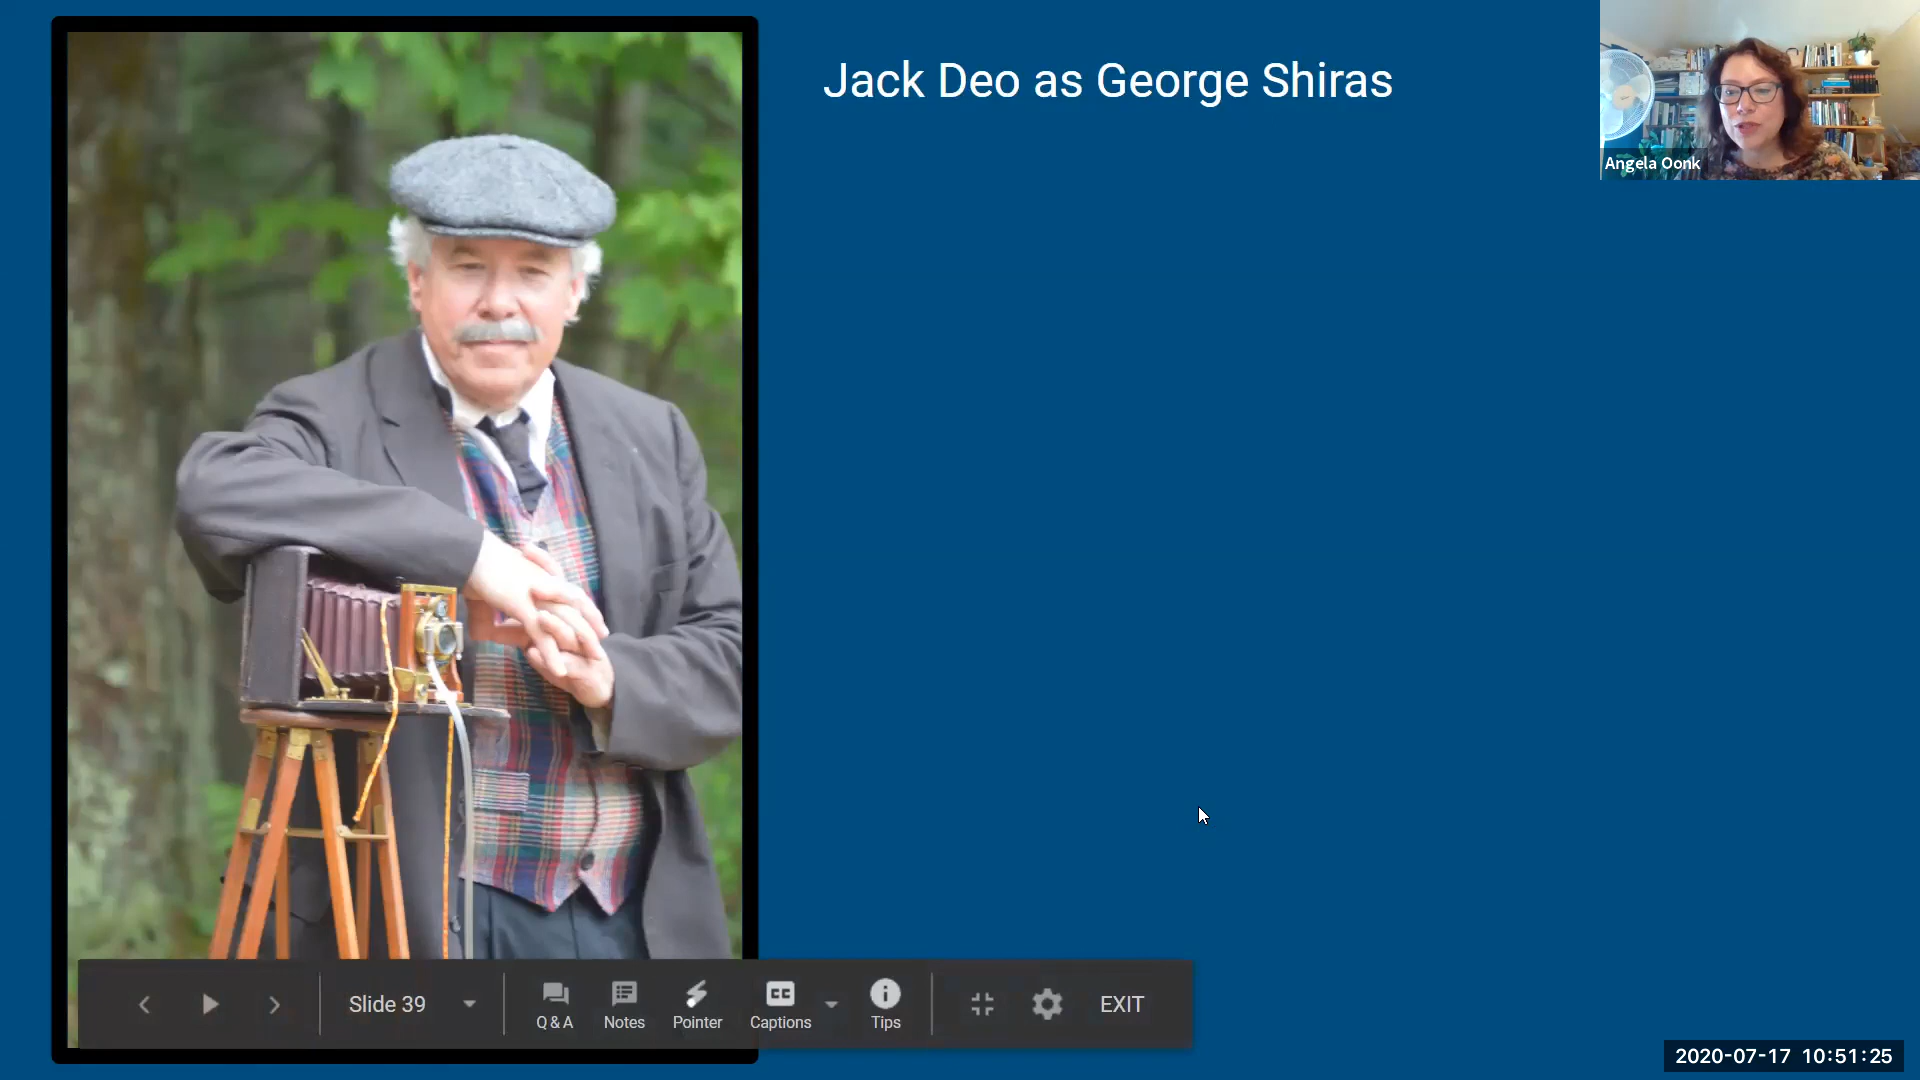 Jack Deo as George Shiras
Angela Oonk
Slide 39
Q & A
Notes
CC
Pointer
Captions
Tips
EXIT
2020-07-17 10:51:25